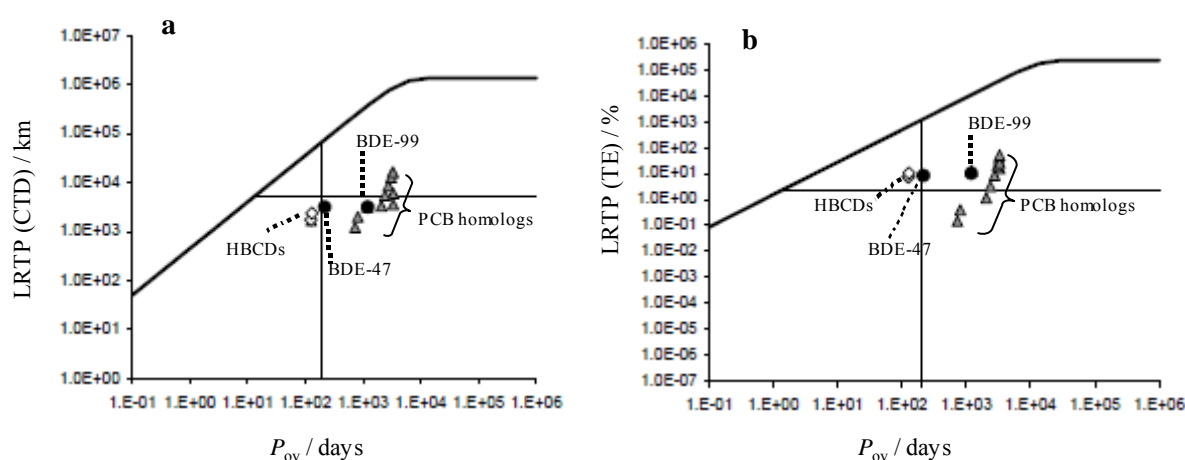 a
LRTP (CTD) / km
1.0E+07
1.0E+06
1.0E+05
1.0E+04
1.0E+03
1.0E+02
1.0E+01
1.0E+00
BDE-99
HBCDs
BDE-47
PCB homologs
1.E-01 1.E+00 1.E+01 1.E+02 1.E+03 1.E+04 1.E+05 1.E+06
Pov / days
b
LRTP (TE) / %
1.0E+06
1.0E+05
1.0E+04
1.0E+03
1.0E+02
1.0E+01
1.0E+00
1.0E-01
1.0E-02
1.0E-03
1.0E-04
1.0E-05
1.0E-06
1.0E-07
BDE-99
HBCDs
BDE-47
PCB homologs
1.E-01 1.E+00 1.E+01 1.E+02 1.E+03 1.E+04 1.E+05 1.E+06
Pov / days